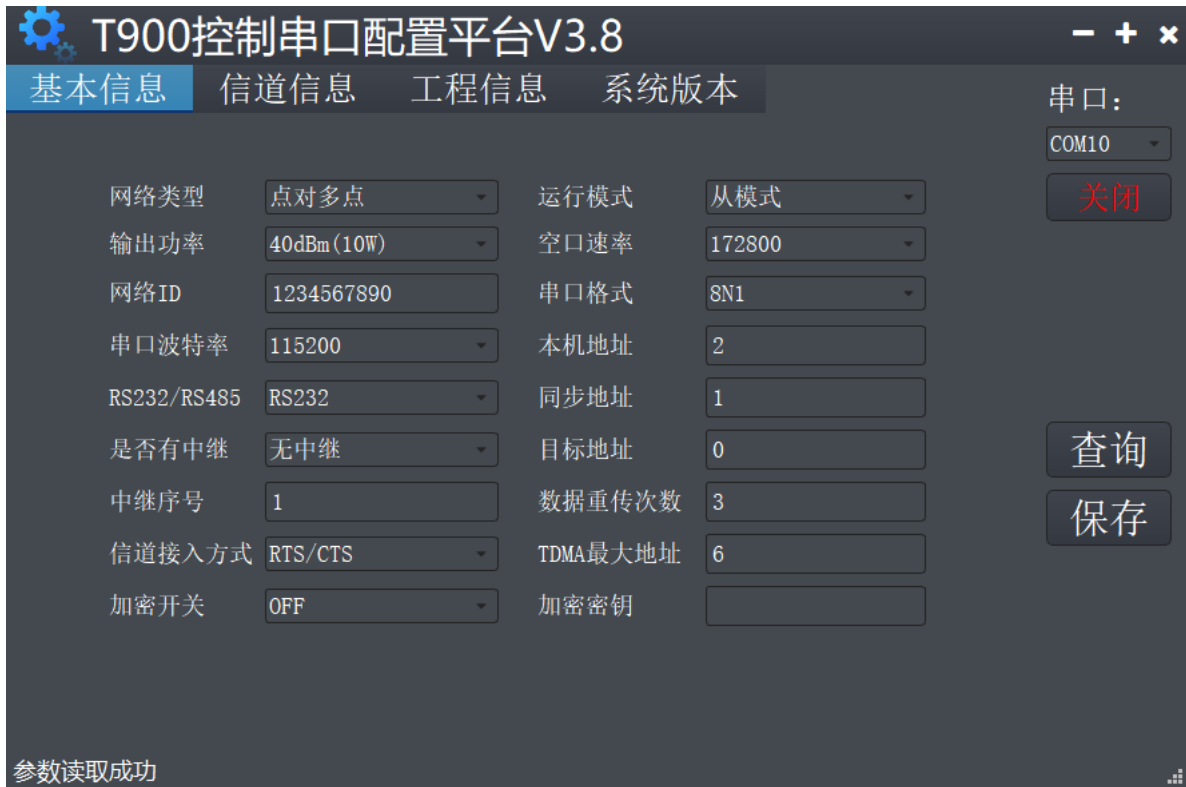 T900控制串口配置平台V3.8
基本信息 信道信息 工程信息 系统版本
串口：
COM10
关闭
网络类型 点对多点 运行模式 从模式
输出功率 40dBm(10W) 空口速率 172800
网络ID 1234567890 串口格式 8N1
串口波特率 115200 本机地址 2
RS232/RS485 RS232 同步地址 1
是否有中继 无中继 目标地址 0
查询
中继序号 1 数据重传次数 3
保存
信道接入方式 RTS/CTS TDMA最大地址 6
加密开关 OFF 加密密钥
参数读取成功